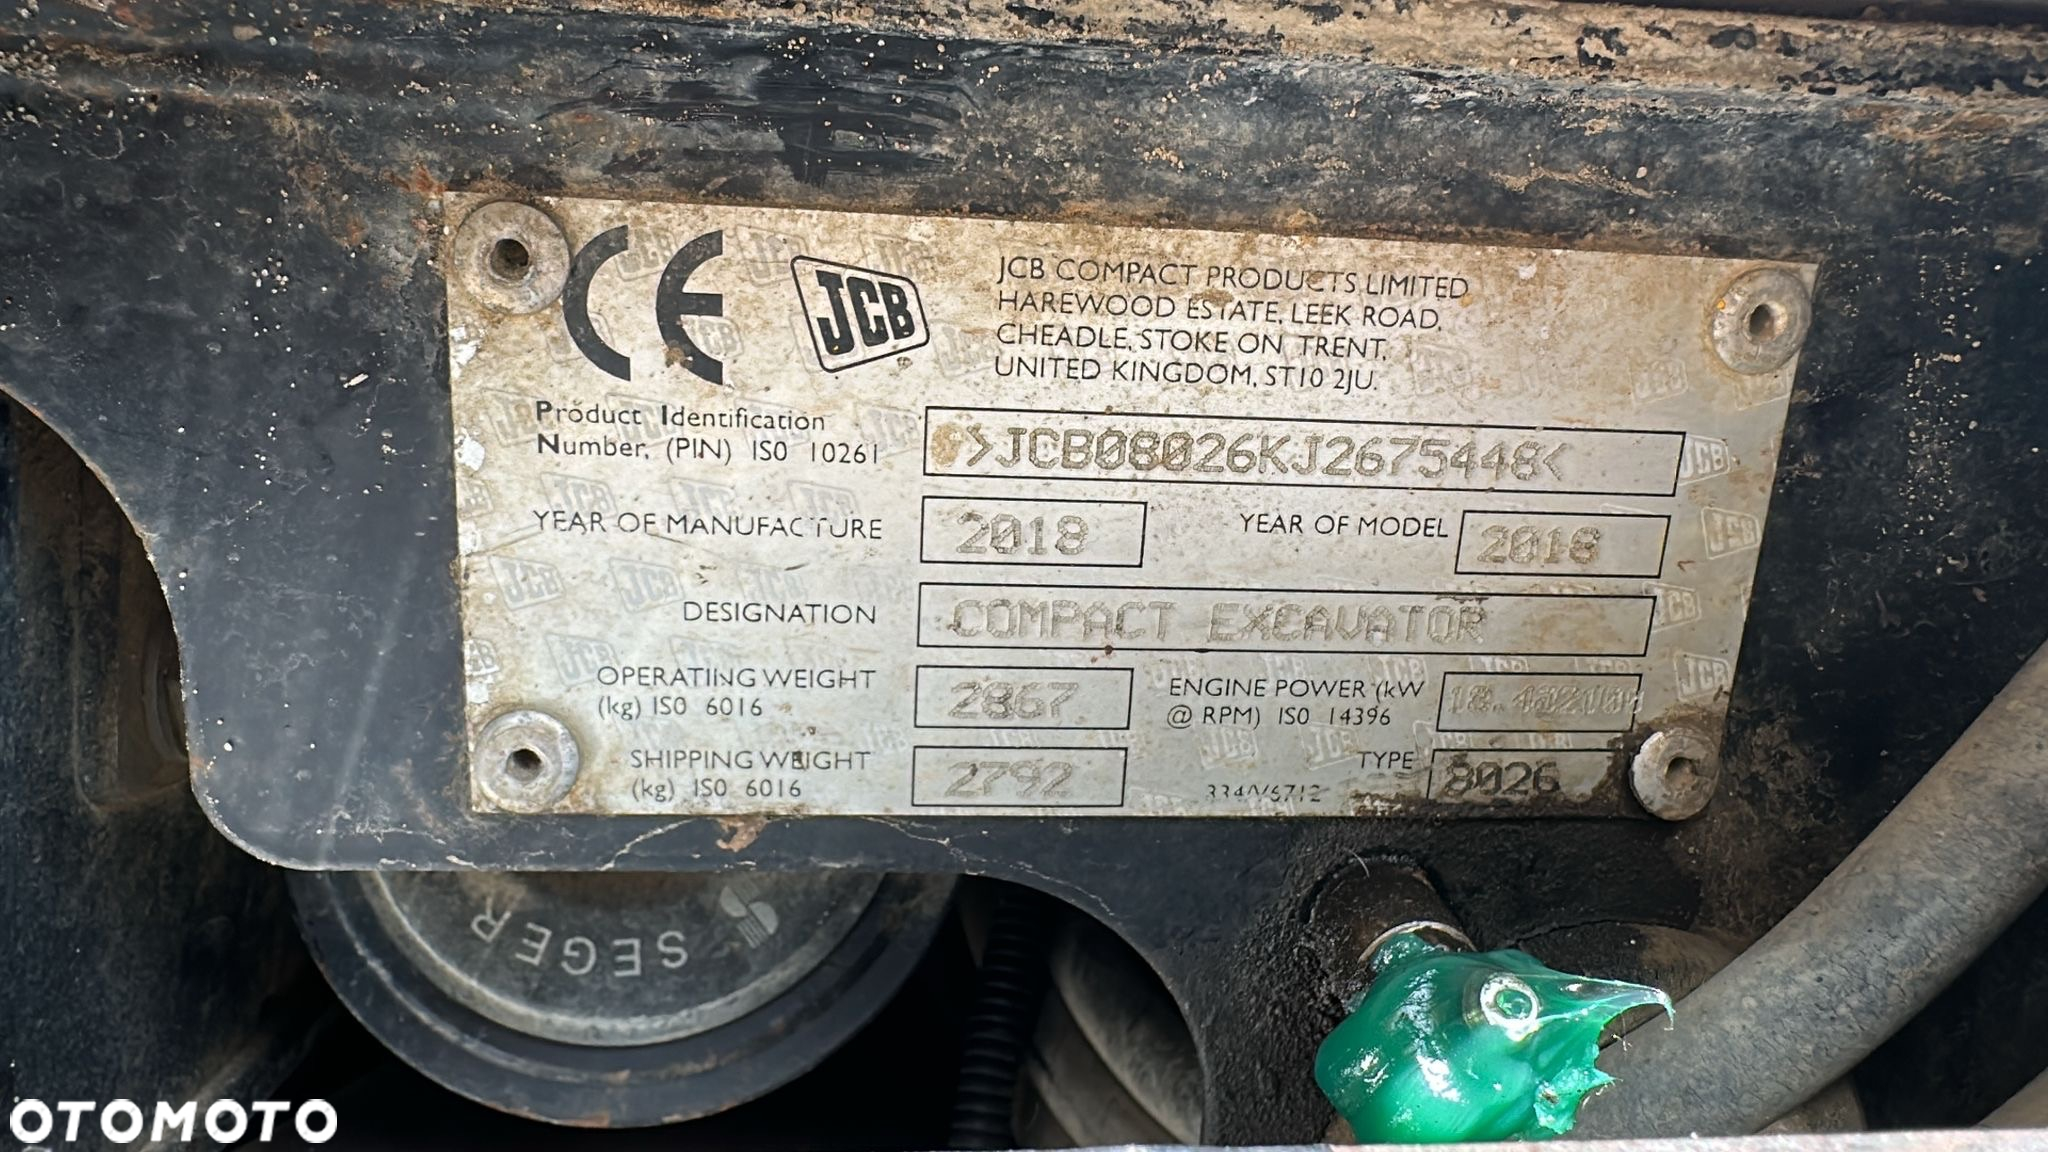 CE
JCB
JCB COMPACT PRODUCTS LIMITED
HAREWOOD ESTATE, LEEK ROAD,
CHEADLE, STOKE ON TRENT,
UNITED KINGDOM, ST10 2JU.
Product Identification
Number, (PIN) ISO 10261
>JCB08026KJ2675448<
YEAR OF MANUFACTURE 2018 YEAR OF MODEL 2018
DESIGNATION COMPACT EXCAVATOR
OPERATING WEIGHT
(kg) ISO 6016
2867
ENGINE POWER (kW
@ RPM) ISO 14396
SHIPPING WEIGHT
(kg) ISO 6016
2792
TYPE 8026
SEGER
OTOMOTO